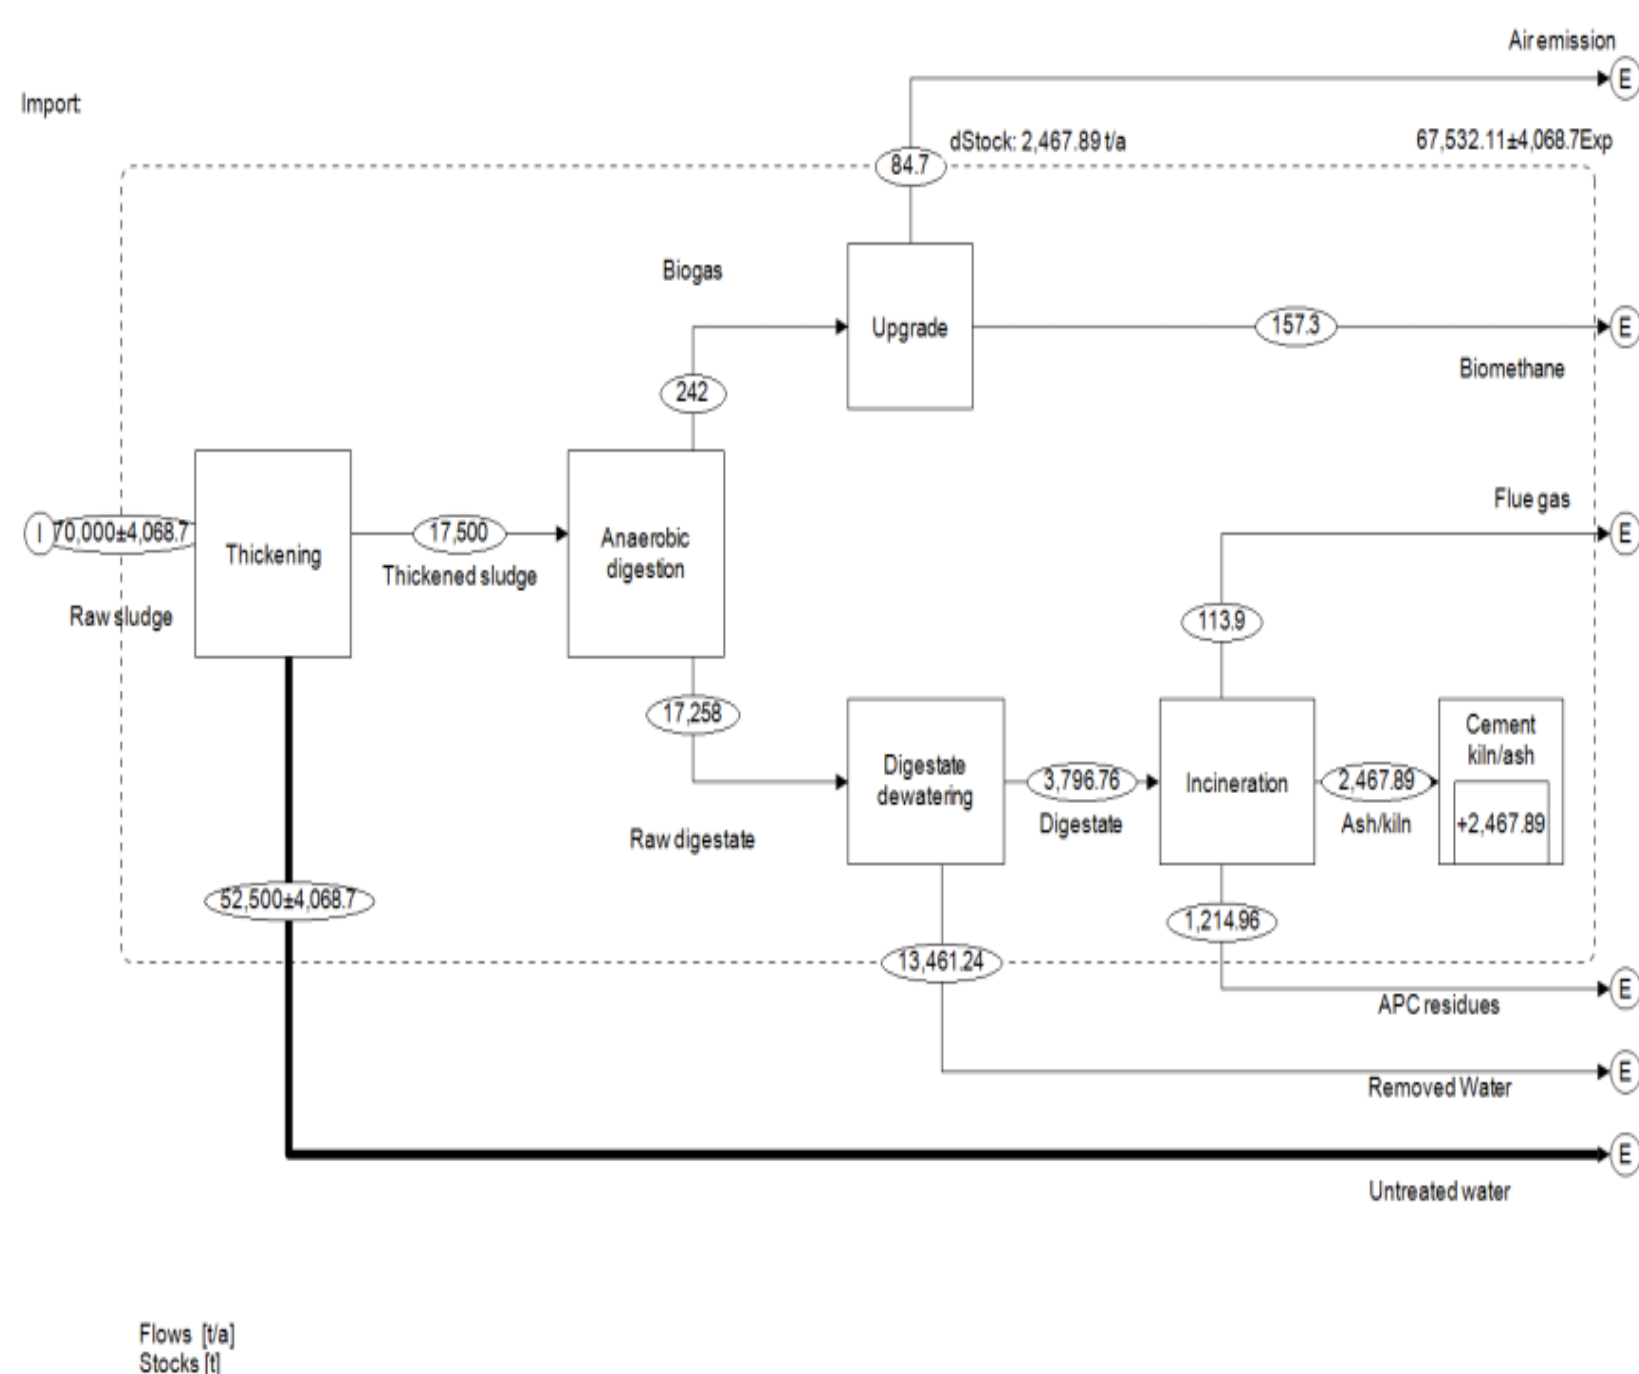 Air emission
E
Import
dStock: 2,467.89 t/a
67,532.11±4,068.7Exp
84.7
Biogas
Upgrade
157.3
E
Biomethane
242
Flue gas
I
70,000±4,068.7
Thickening
17,500
Anaerobic
digestion
E
Thickened sludge
Raw sludge
113.9
17,258
Cement
kiln/ash
Digestate
dewatering
3,796.76
Incineration
2,467.89
Digestate
Ash/kiln
+2,467.89
Raw digestate
52,500±4,068.7
1,214.96
13,461.24
E
APC residues
E
Removed Water
E
Untreated water
Flows [t/a]
Stocks [t]